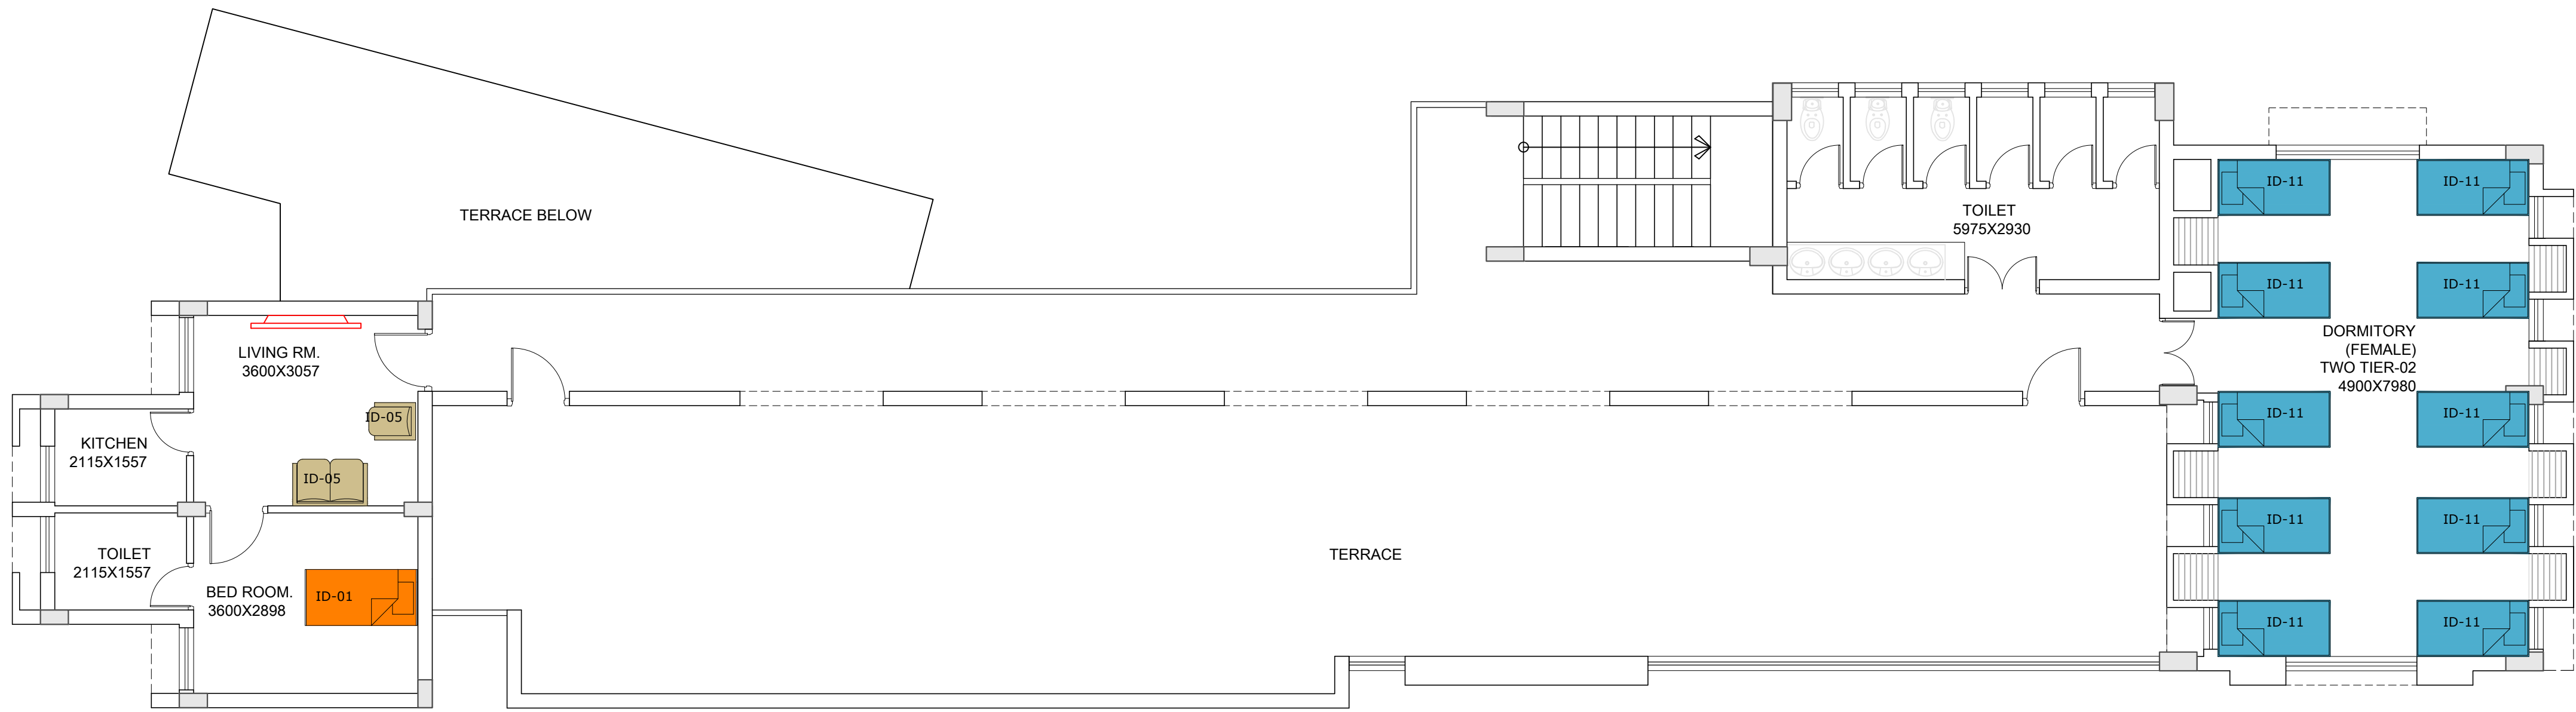 TERRACE BELOW
LIVING RM.
3600X3057
ID-05
ID-05
KITCHEN
2115X1557
TOILET
2115X1557
BED ROOM.
3600X2898
ID-01
TERRACE
TOILET
5975X2930
ID-11
ID-11
ID-11
ID-11
DORMITORY
(FEMALE)
TWO TIER-02
4900X7980
ID-11
ID-11
ID-11
ID-11
ID-11
ID-11